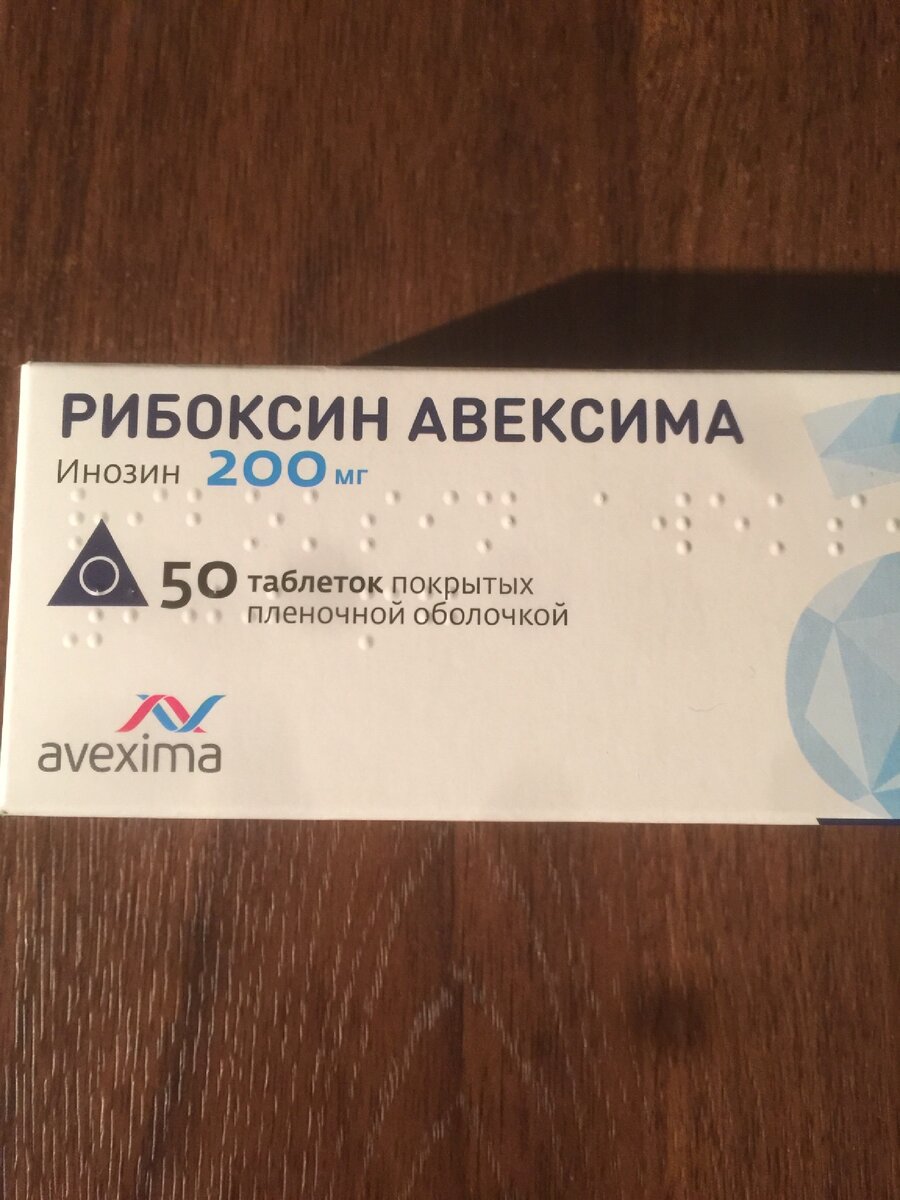 РИБОКСИН АВЕКСИМА
Инозин 200 мг
50 таблеток покрытых
пленочной оболочкой
avexima